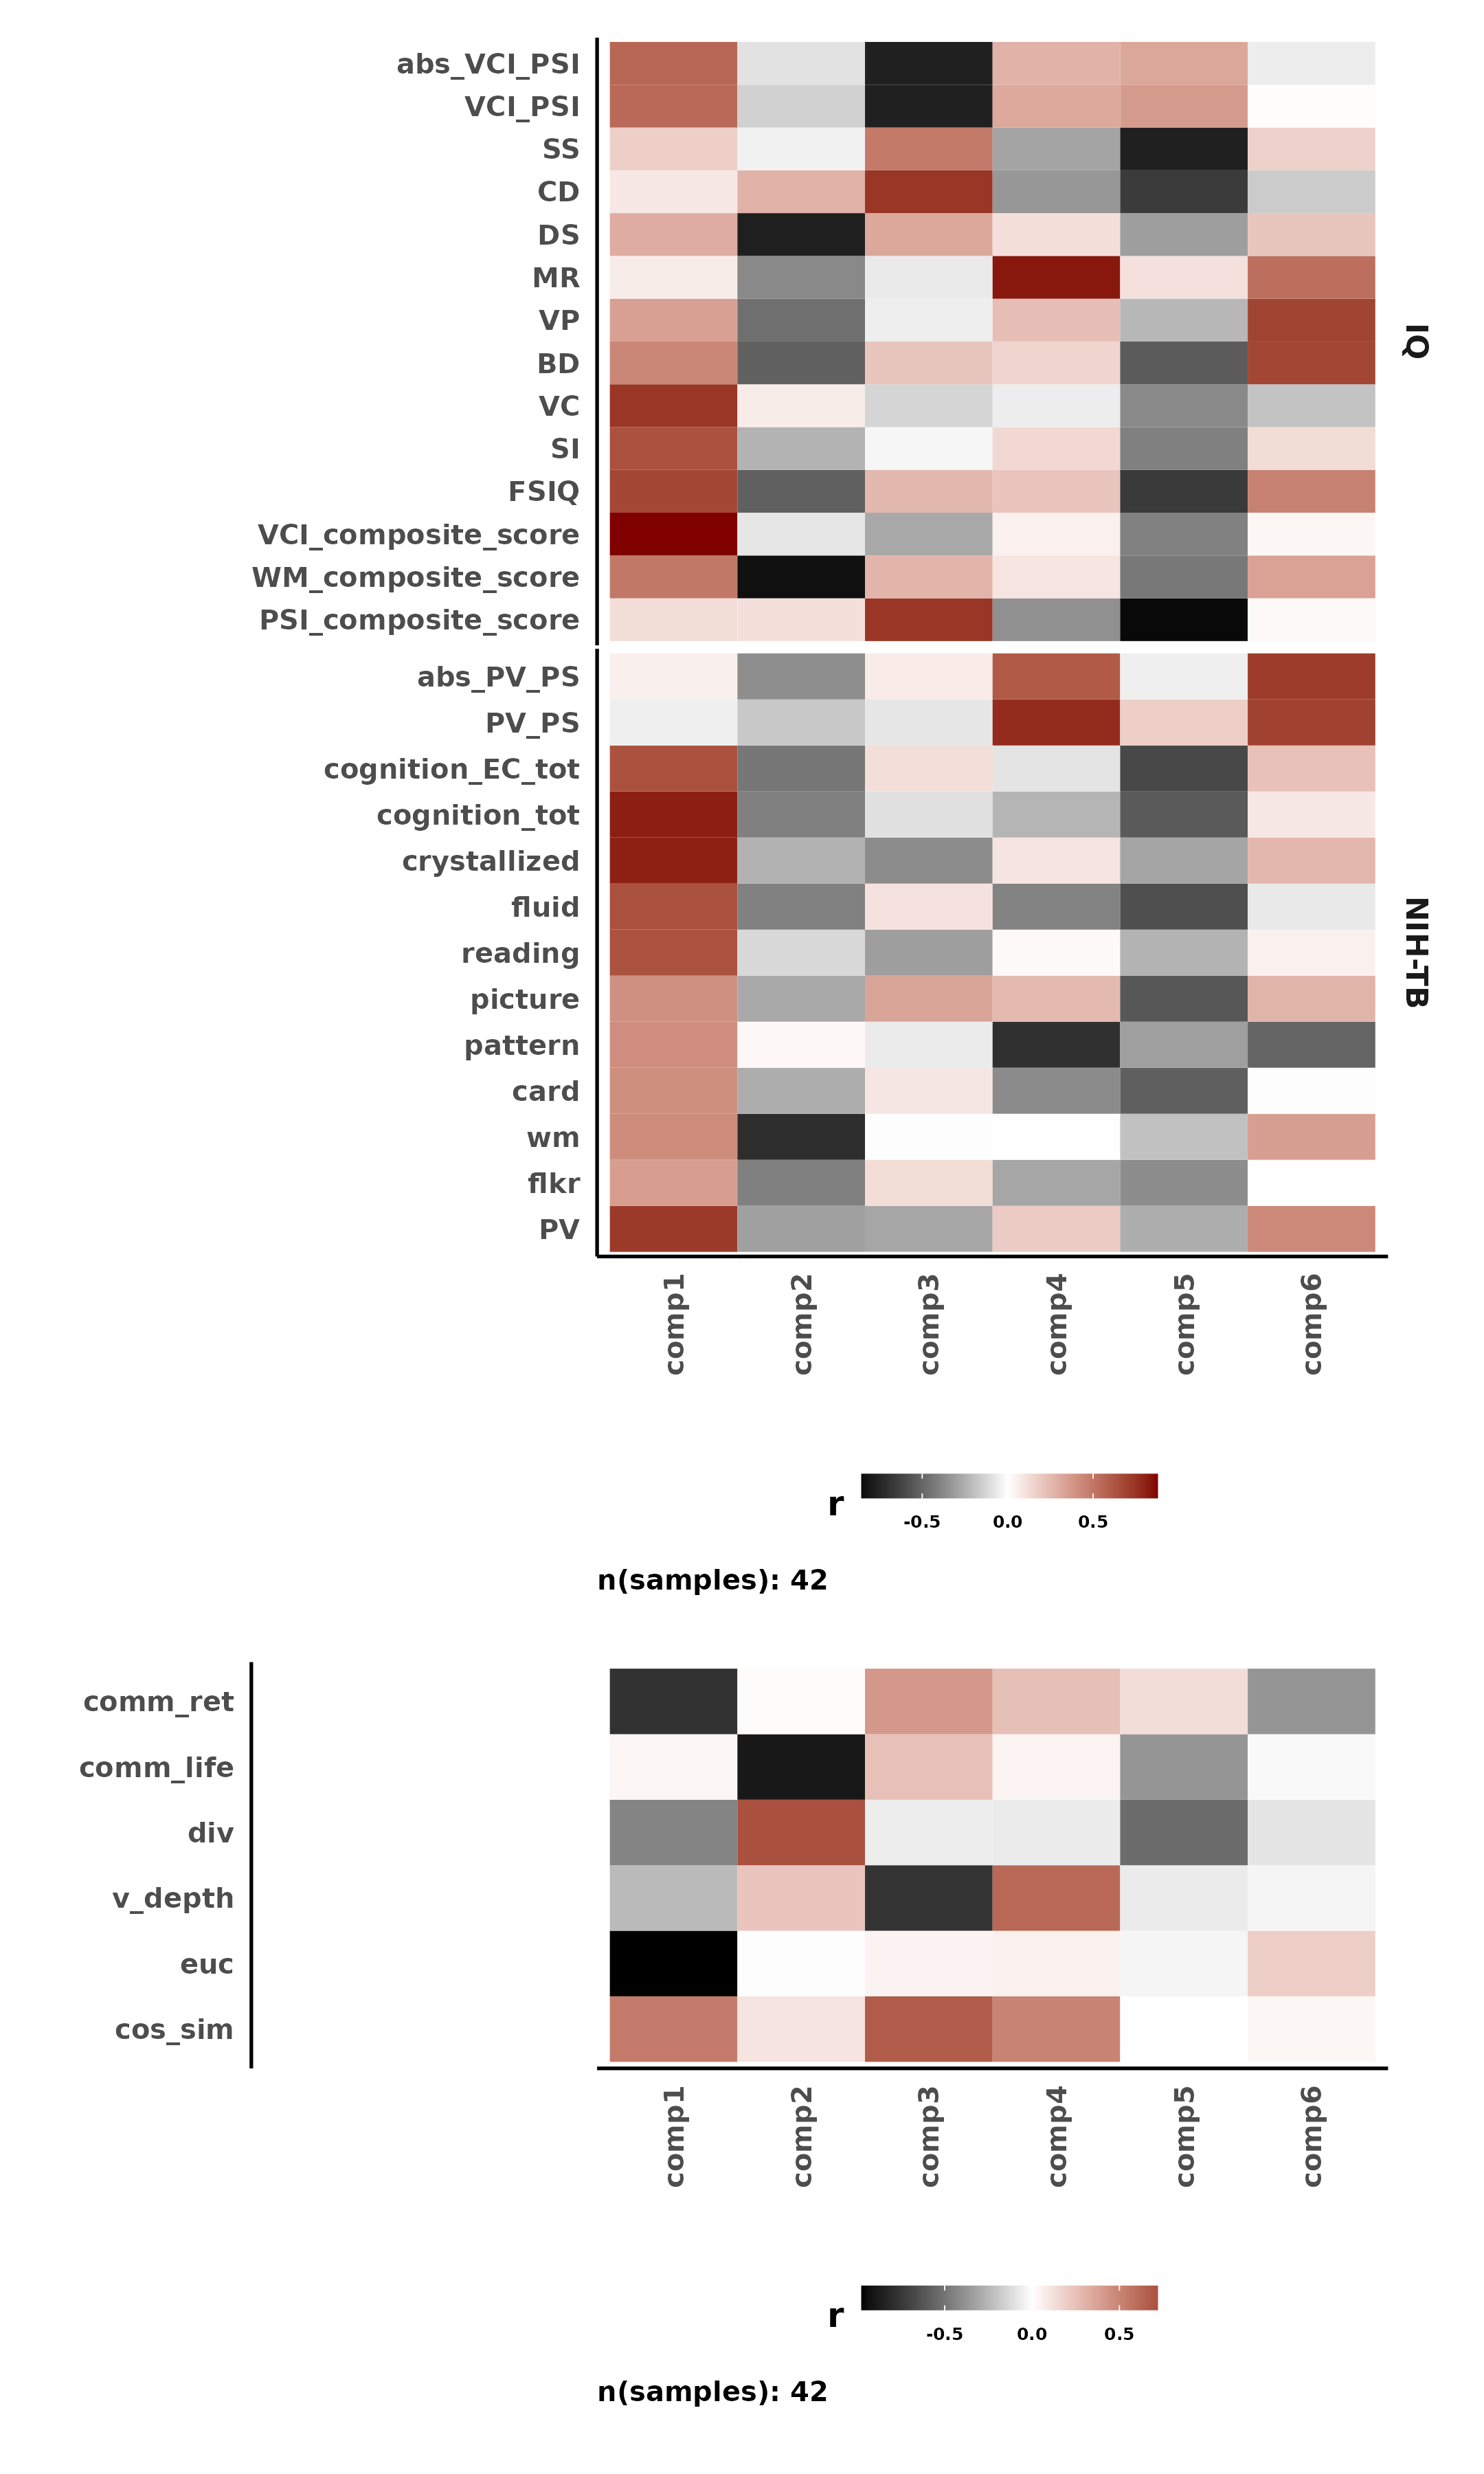 abs_VCI_PSI
VCI_PSI
SS
CD
DS
MR
VP
BD
VC
SI
FSIQ
VCI_composite_score
WM_composite_score
PSI_composite_score
IQ
abs_PV_PS
PV_PS
cognition_EC_tot
cognition_tot
crystallized
fluid
reading
picture
pattern
card
wm
flkr
PV
NIH-TB
comp1 comp2 comp3 comp4 comp5 comp6
r
-0.5 0.0 0.5
n(samples): 42
comm_ret
comm_life
div
v_depth
euc
cos_sim
comp1 comp2 comp3 comp4 comp5 comp6
r
-0.5 0.0 0.5
n(samples): 42